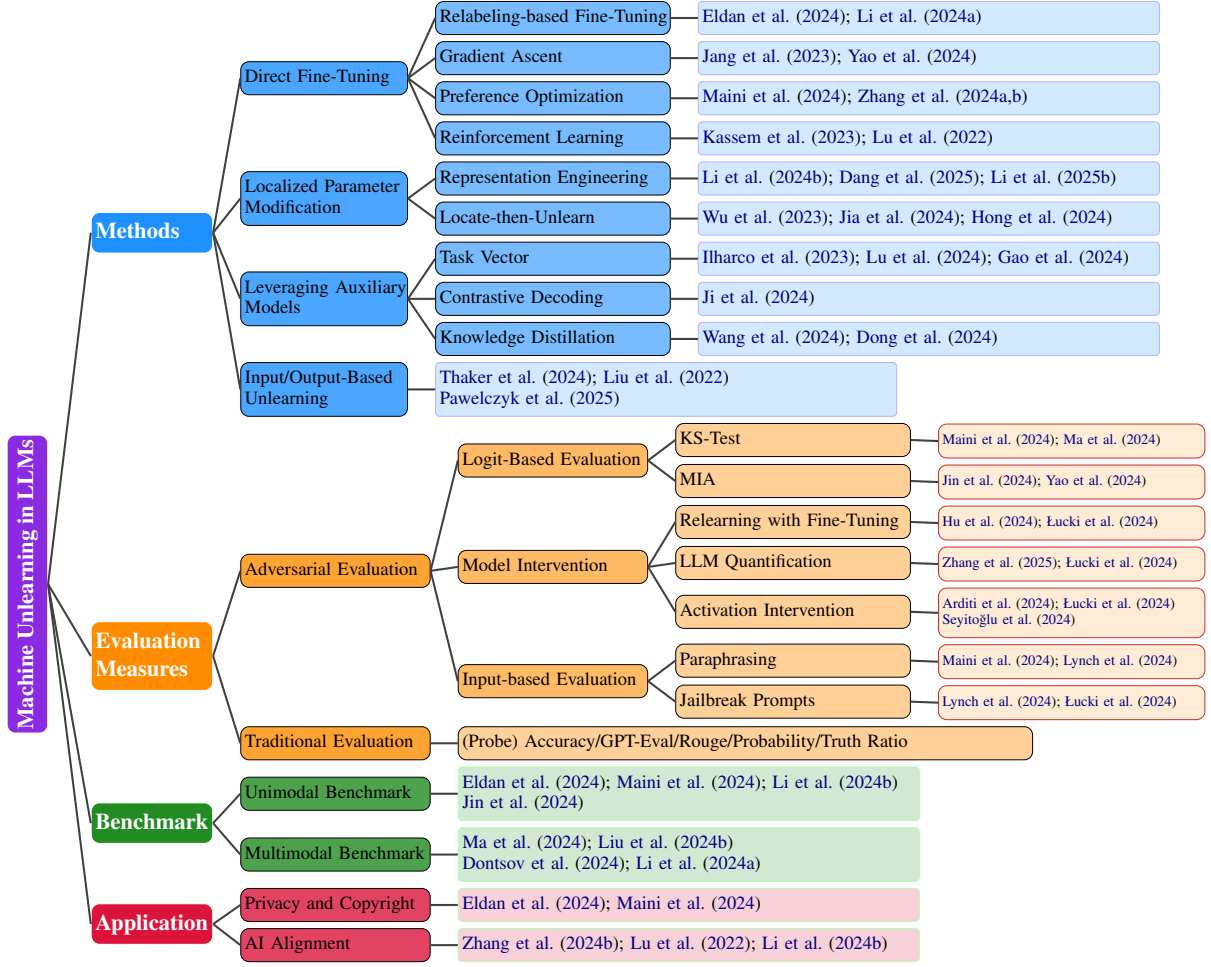 Machine Unlearning in LLMs
Methods
Direct Fine-Tuning
Relabeling-based Fine-Tuning
Eldan et al. (2024); Li et al. (2024a)
Gradient Ascent
Jang et al. (2023); Yao et al. (2024)
Preference Optimization
Maini et al. (2024); Zhang et al. (2024a,b)
Reinforcement Learning
Kassem et al. (2023); Lu et al. (2022)
Localized Parameter
Modification
Representation Engineering
Li et al. (2024b); Dang et al. (2025); Li et al. (2025b)
Locate-then-Unlearn
Wu et al. (2023); Jia et al. (2024); Hong et al. (2024)
Leveraging Auxiliary
Models
Task Vector
Ilharco et al. (2023); Lu et al. (2024); Gao et al. (2024)
Contrastive Decoding
Ji et al. (2024)
Knowledge Distillation
Wang et al. (2024); Dong et al. (2024)
Input/Output-Based
Unlearning
Thaker et al. (2024); Liu et al. (2022)
Pawelczyk et al. (2025)
Evaluation
Measures
Adversarial Evaluation
Logit-Based Evaluation
KS-Test
Maini et al. (2024); Ma et al. (2024)
MIA
Jin et al. (2024); Yao et al. (2024)
Model Intervention
Relearning with Fine-Tuning
Hu et al. (2024); Łucki et al. (2024)
LLM Quantification
Zhang et al. (2025); Łucki et al. (2024)
Activation Intervention
Arditi et al. (2024); Łucki et al. (2024)
Seyitoğlu et al. (2024)
Input-based Evaluation
Paraphrasing
Maini et al. (2024); Lynch et al. (2024)
Jailbreak Prompts
Lynch et al. (2024); Łucki et al. (2024)
Traditional Evaluation
(Probe) Accuracy/GPT-Eval/Rouge/Probability/Truth Ratio
Benchmark
Unimodal Benchmark
Eldan et al. (2024); Maini et al. (2024); Li et al. (2024b)
Jin et al. (2024)
Multimodal Benchmark
Ma et al. (2024); Liu et al. (2024b)
Dontsov et al. (2024); Li et al. (2024a)
Application
Privacy and Copyright
Eldan et al. (2024); Maini et al. (2024)
AI Alignment
Zhang et al. (2024b); Lu et al. (2022); Li et al. (2024b)